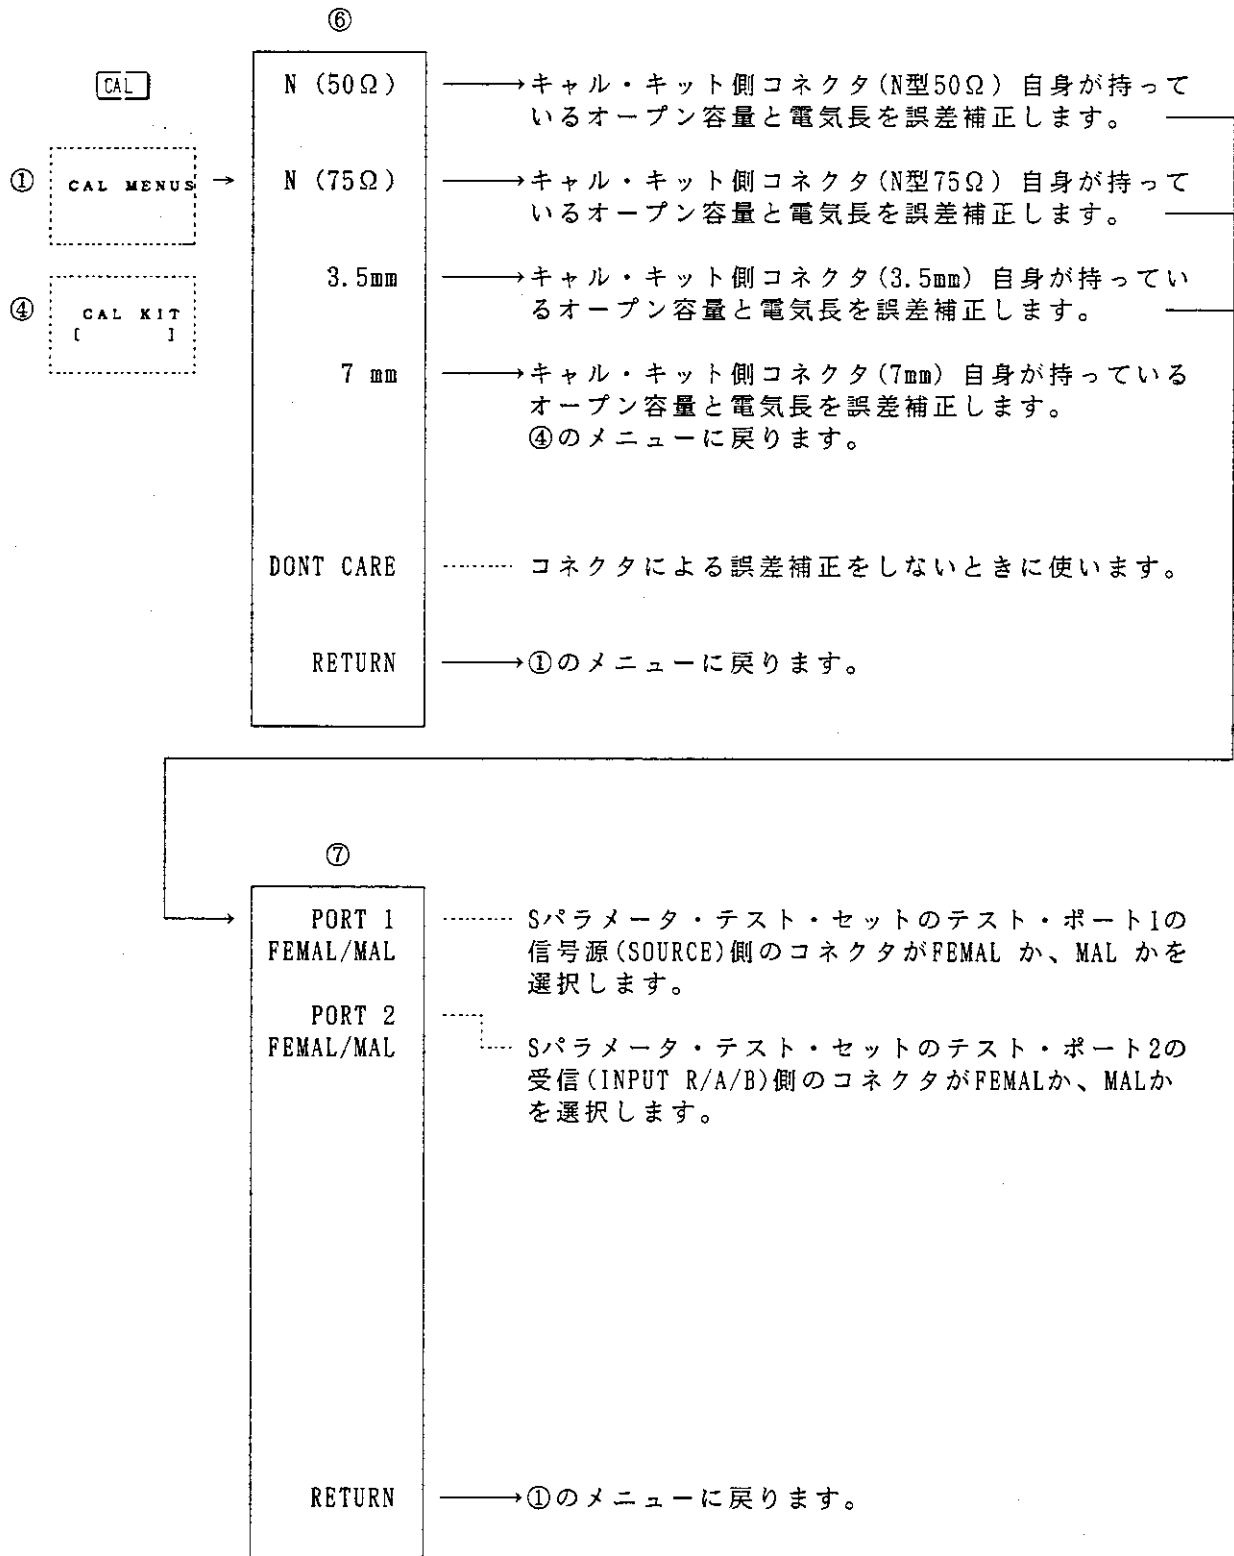 ⑥
CAL
N (50Ω) キャル・キット側コネクタ(N型50Ω) 自身が持って
いるオープン容量と電気長を誤差補正します。
① CAL MENUS → N (75Ω) キャル・キット側コネクタ(N型75Ω) 自身が持って
いるオープン容量と電気長を誤差補正します。
3.5mm キャル・キット側コネクタ(3.5mm) 自身が持ってい
るオープン容量と電気長を誤差補正します。
④ CAL KIT
[ ]
7 mm キャル・キット側コネクタ(7mm) 自身が持っている
オープン容量と電気長を誤差補正します。
④のメニューに戻ります。
DONT CARE コネクタによる誤差補正をしないときに使います。
RETURN ①のメニューに戻ります。
⑦
PORT 1 Sパラメータ・テスト・セットのテスト・ポート1の
FEMAL/MAL 信号源(SOURCE)側のコネクタがFEMAL か、MAL かを
選択します。
PORT 2
FEMAL/MAL Sパラメータ・テスト・セットのテスト・ポート2の
受信(INPUT R/A/B)側のコネクタがFEMALか、MALか
を選択します。
RETURN ①のメニューに戻ります。